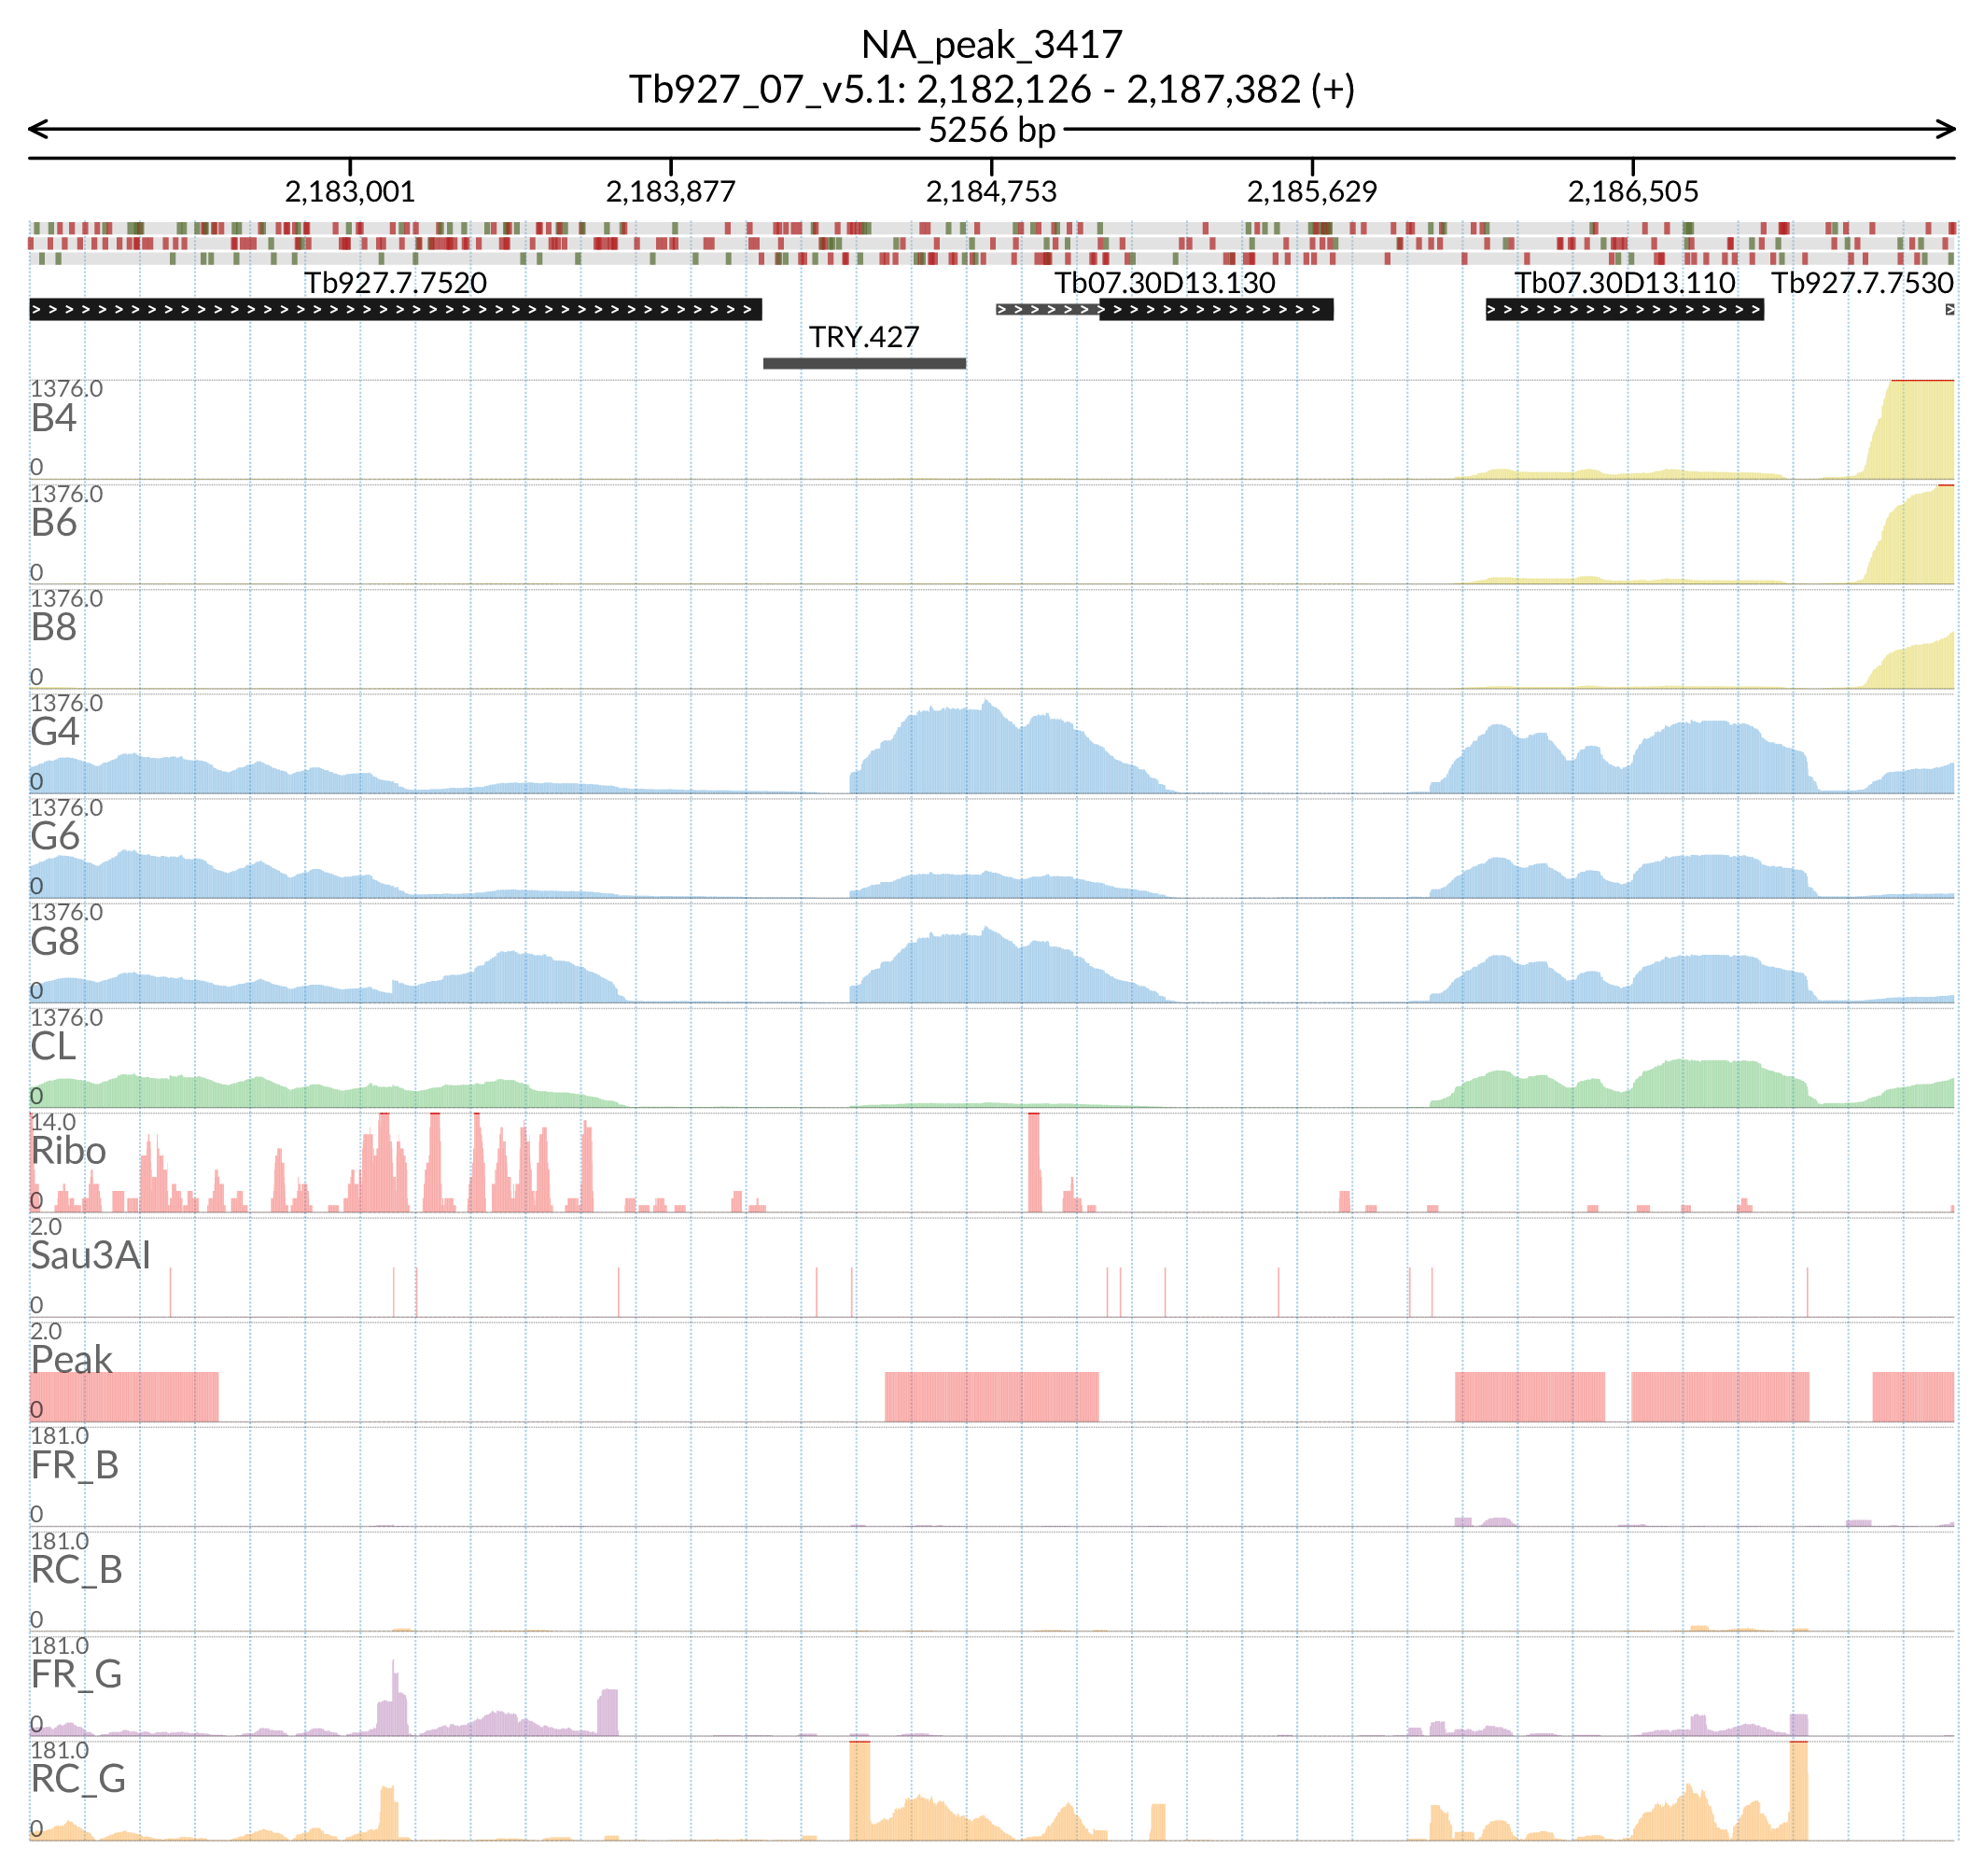 NA_peak_3417
Tb927_07_v5.1: 2,182,126 - 2,187,382 (+)
5256 bp
2,183,001 2,183,877 2,184,753 2,185,629 2,186,505
Tb927.7.7520 Tb07.30D13.130 Tb07.30D13.110 Tb927.7.7530
TRY.427
1376.0
B4
0
1376.0
B6
0
1376.0
B8
0
1376.0
G4
0
1376.0
G6
0
1376.0
G8
0
1376.0
CL
0
14.0
Ribo
0
2.0
Sau3AI
0
2.0
Peak
0
181.0
FR_B
0
181.0
RC_B
0
181.0
FR_G
0
181.0
RC_G
0